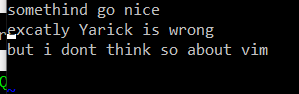 somethind go nice
excatly Yarick is wrong
but i dont think so about vim